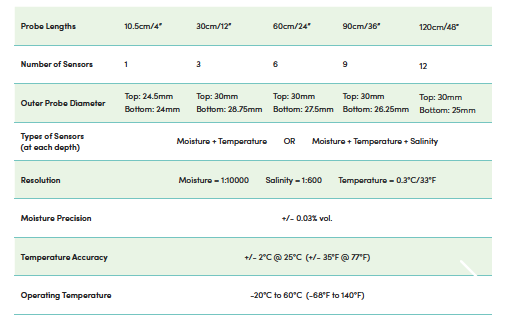 Probe Lengths 10.5cm/4" 30cm/12" 60cm/24" 90cm/36" 120cm/48"
Number of Sensors 1 3 6 9 12
Outer Probe Diameter Top: 24.5mm Top: 30mm Top: 30mm Top: 30mm Top: 30mm
Bottom: 24mm Bottom: 28.75mm Bottom: 27.5mm Bottom: 26.25mm Bottom: 25mm
Types of Sensors
(at each depth) Moisture + Temperature OR Moisture + Temperature + Salinity
Resolution Moisture = 1:10000 Salinity = 1:600 Temperature = 0.3°C/33°F
Moisture Precision +/- 0.03% vol.
Temperature Accuracy +/- 2°C @ 25°C (+/- 35°F @ 77°F)
Operating Temperature -20°C to 60°C (-68°F to 140°F)